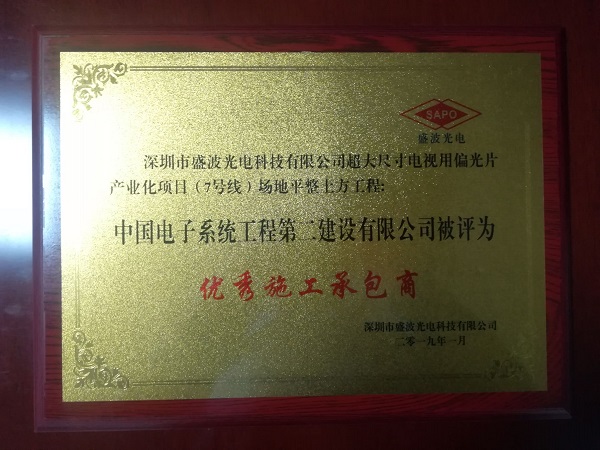 SAPO
盛波光电
深圳市盛波光电科技有限公司超大尺寸电视用偏光片
产业化项目（7号线）场地平整土方工程:
中国电子系统工程第二建设有限公司被评为
优秀施工承包商
深圳市盛波光电科技有限公司
二零一九年一月